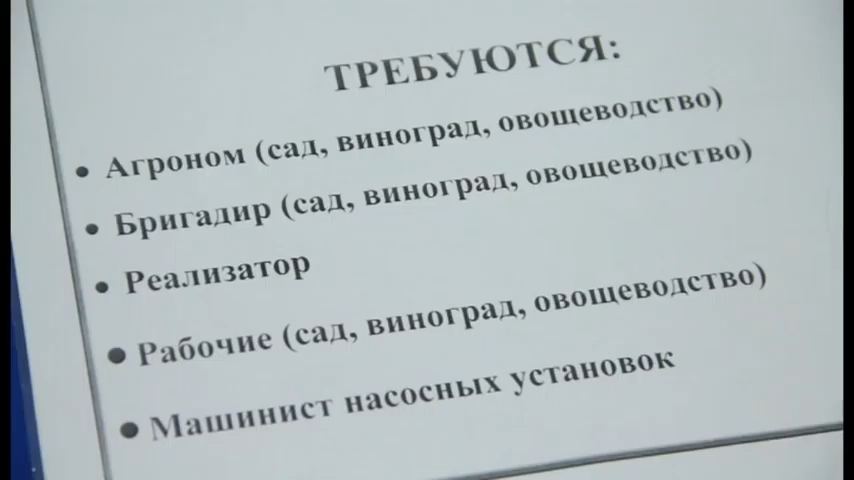 ТРЕБУЮТСЯ:
• Агроном (сад, виноград, овощеводство)
• Бригадир (сад, виноград, овощеводство)
• Реализатор
• Рабочие (сад, виноград, овощеводство)
• Машинист насосных установок